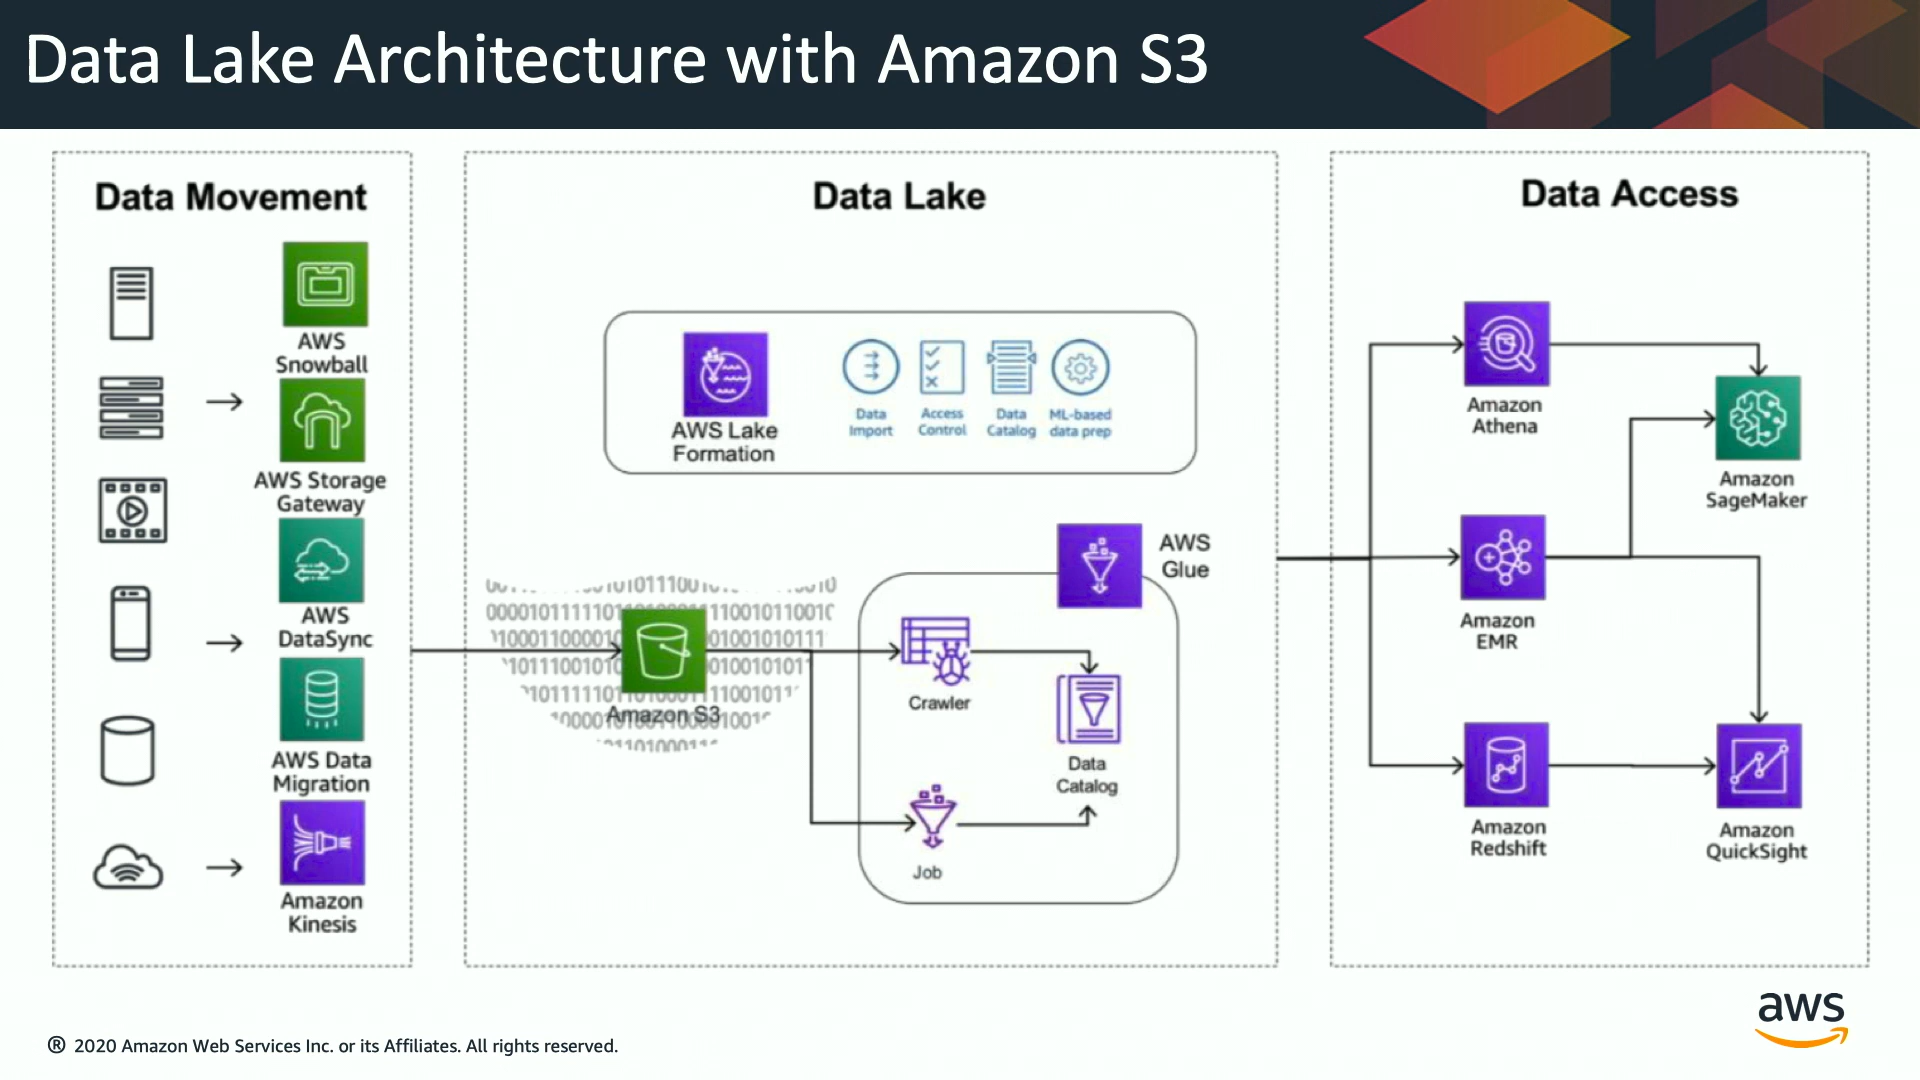 Data Lake Architecture with Amazon S3
Data Movement
AWS
Snowball
AWS Storage
Gateway
AWS
DataSync
AWS Data
Migration
Amazon
Kinesis
Data Lake
AWS Lake
Formation
Data
Import
Access
Control
Data
Catalog
ML-based
data prep
AWS
Glue
Amazon S3
Crawler
Data
Catalog
Job
Data Access
Amazon
Athena
Amazon
SageMaker
Amazon
EMR
Amazon
Redshift
Amazon
QuickSight
aws
® 2020 Amazon Web Services Inc. or its Affiliates. All rights reserved.